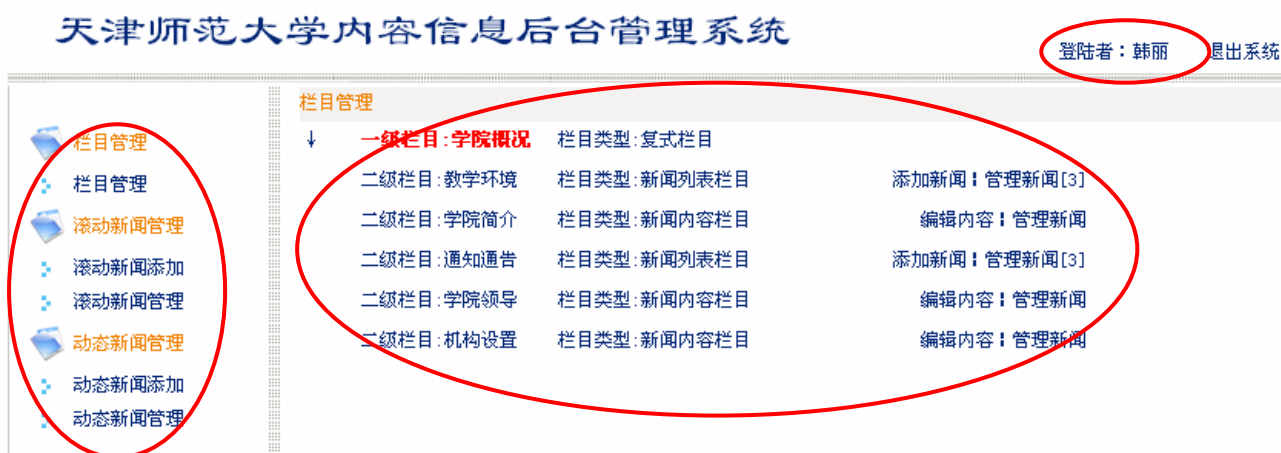 天津师范大学内容信息后台管理系统
登陆者：韩丽 退出系统
栏目管理
栏目管理
滚动新闻管理
滚动新闻添加
滚动新闻管理
动态新闻管理
动态新闻添加
动态新闻管理
栏目管理
↓ 一级栏目:学院概况 栏目类型:复式栏目
二级栏目:教学环境 栏目类型:新闻列表栏目 添加新闻¦管理新闻[3]
二级栏目:学院简介 栏目类型:新闻内容栏目 编辑内容¦管理新闻
二级栏目:通知通告 栏目类型:新闻列表栏目 添加新闻¦管理新闻[3]
二级栏目:学院领导 栏目类型:新闻内容栏目 编辑内容¦管理新闻
二级栏目:机构设置 栏目类型:新闻内容栏目 编辑内容¦管理新闻